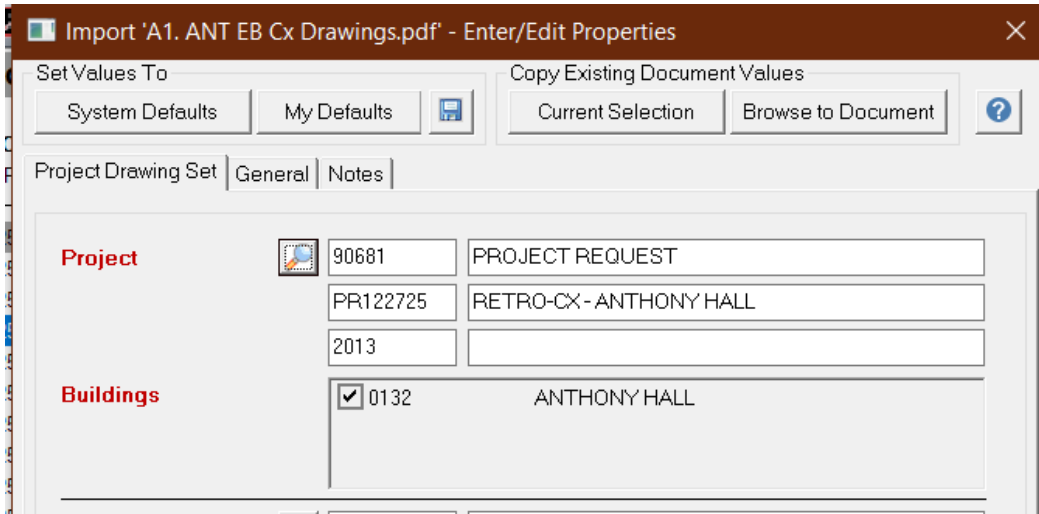 Import 'A1. ANT EB Cx Drawings.pdf' - Enter/Edit Properties
Set Values To
Copy Existing Document Values
System Defaults
My Defaults
Current Selection
Browse to Document
Project Drawing Set
General
Notes
Project
90681
PROJECT REQUEST
PR122725
RETRO-CX - ANTHONY HALL
2013
Buildings
0132
ANTHONY HALL